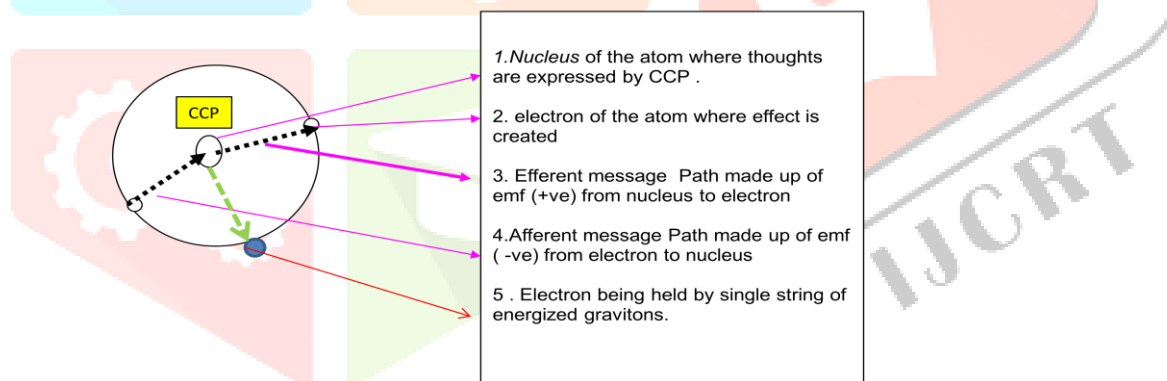 CCP
1.Nucleus of the atom where thoughts
are expressed by CCP .
2. electron of the atom where effect is
created
3. Efferent message Path made up of
emf (+ve) from nucleus to electron
4.Afferent message Path made up of emf
( -ve) from electron to nucleus
5 . Electron being held by single string of
energized gravitons.
IJCRT